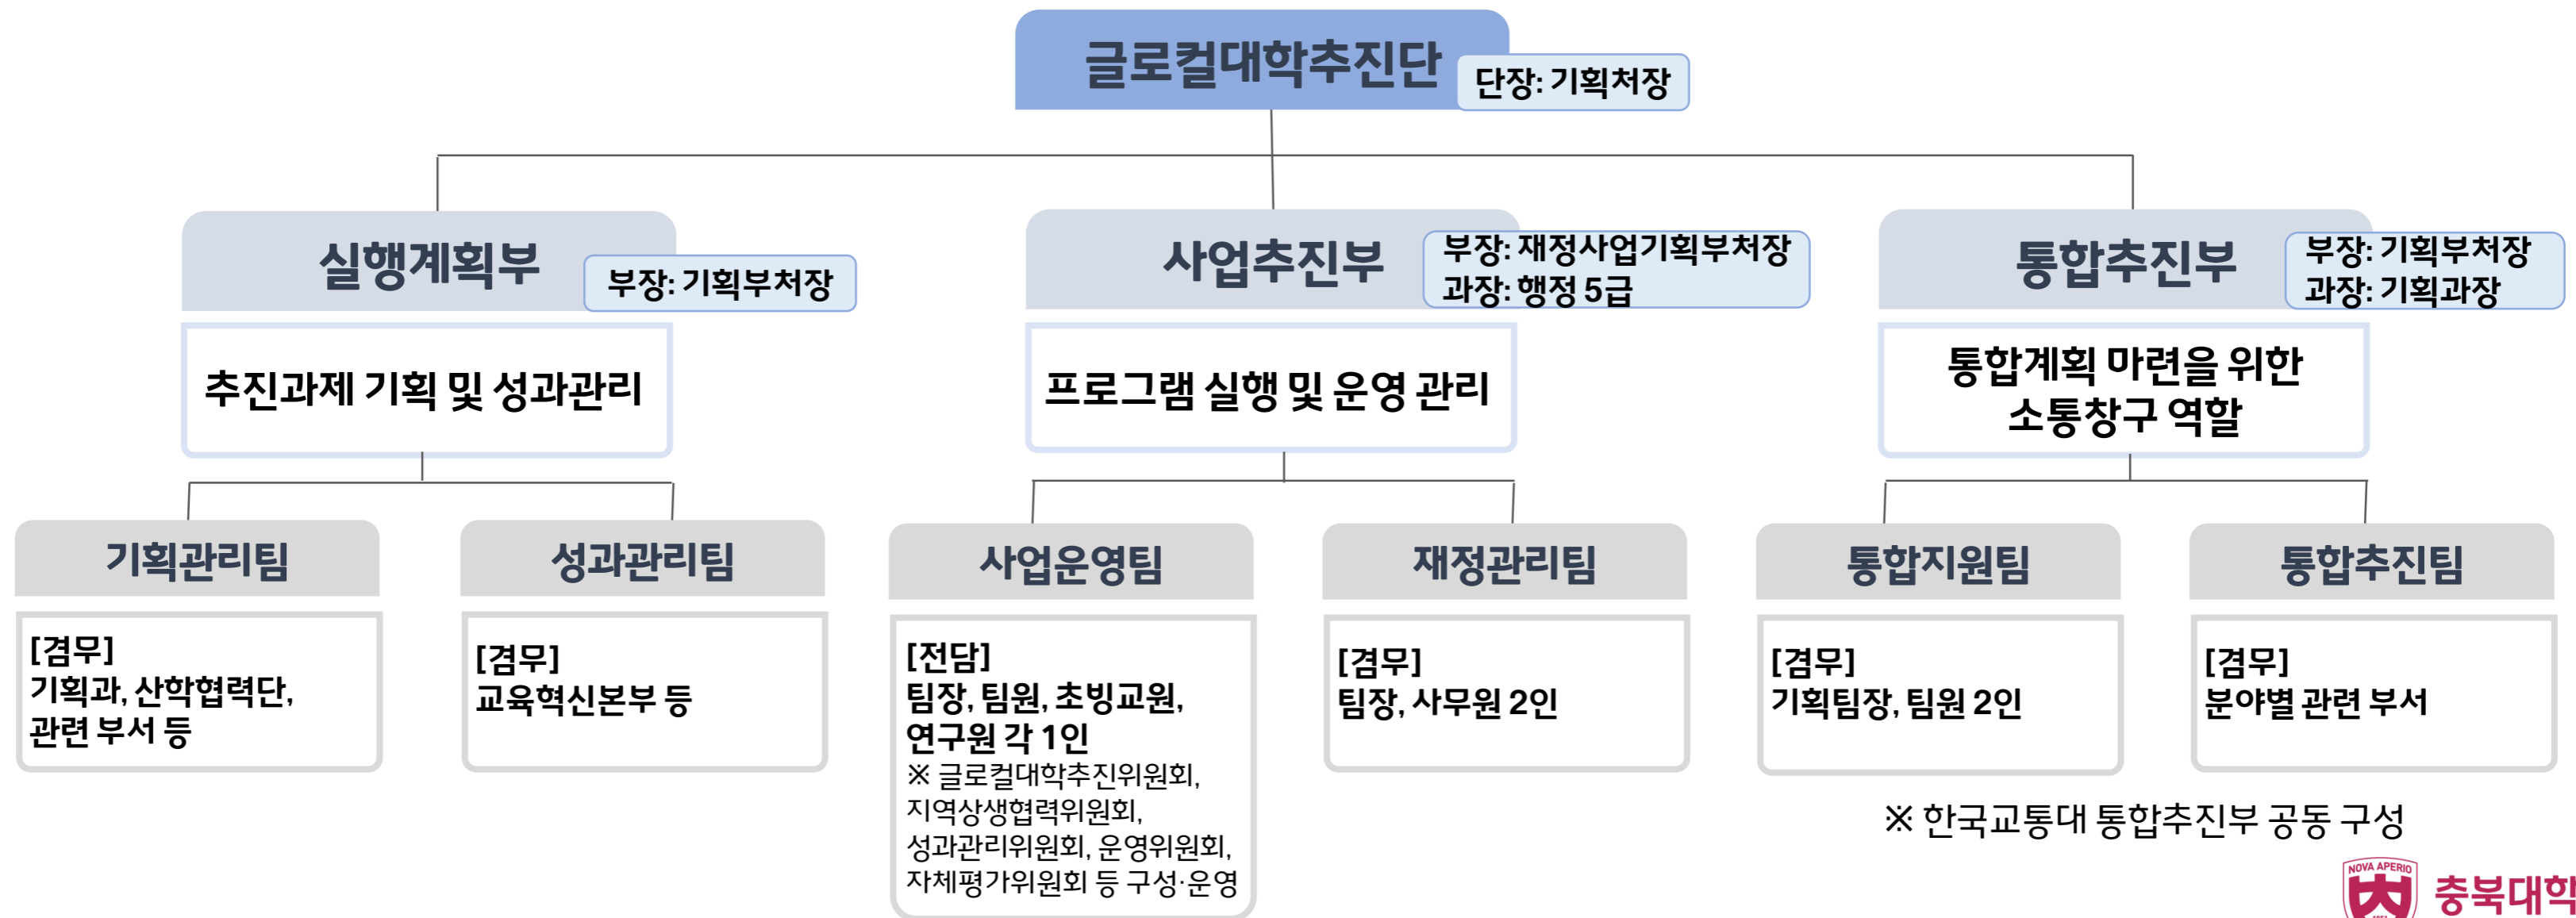 글로컬대학추진단
단장: 기획처장
실행계획부
부장: 기획부처장
사업추진부
부장: 재정사업기획부처장
과장: 행정 5급
통합추진부
부장: 기획부처장
과장: 기획과장
추진과제 기획 및 성과관리
프로그램 실행 및 운영 관리
통합계획 마련을 위한
소통창구 역할
기획관리팀
[겸무]
기획과, 산학협력단,
관련 부서 등
성과관리팀
[겸무]
교육혁신본부 등
사업운영팀
[전담]
팀장, 팀원, 초빙교원,
연구원 각 1인
※ 글로컬대학추진위원회,
지역상생협력위원회,
성과관리위원회, 운영위원회,
자체평가위원회 등 구성·운영
재정관리팀
[겸무]
팀장, 사무원 2인
통합지원팀
[겸무]
기획팀장, 팀원 2인
통합추진팀
[겸무]
분야별 관련 부서
※ 한국교통대 통합추진부 공동 구성
NOVA APERIO
충북대학